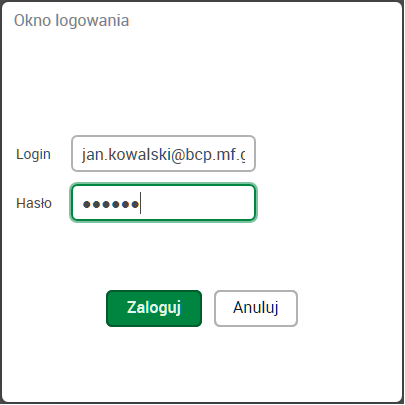 Okno logowania
Login jan.kowalski@bcp.mf.g
Hasło ●●●●●●
Zaloguj Anuluj